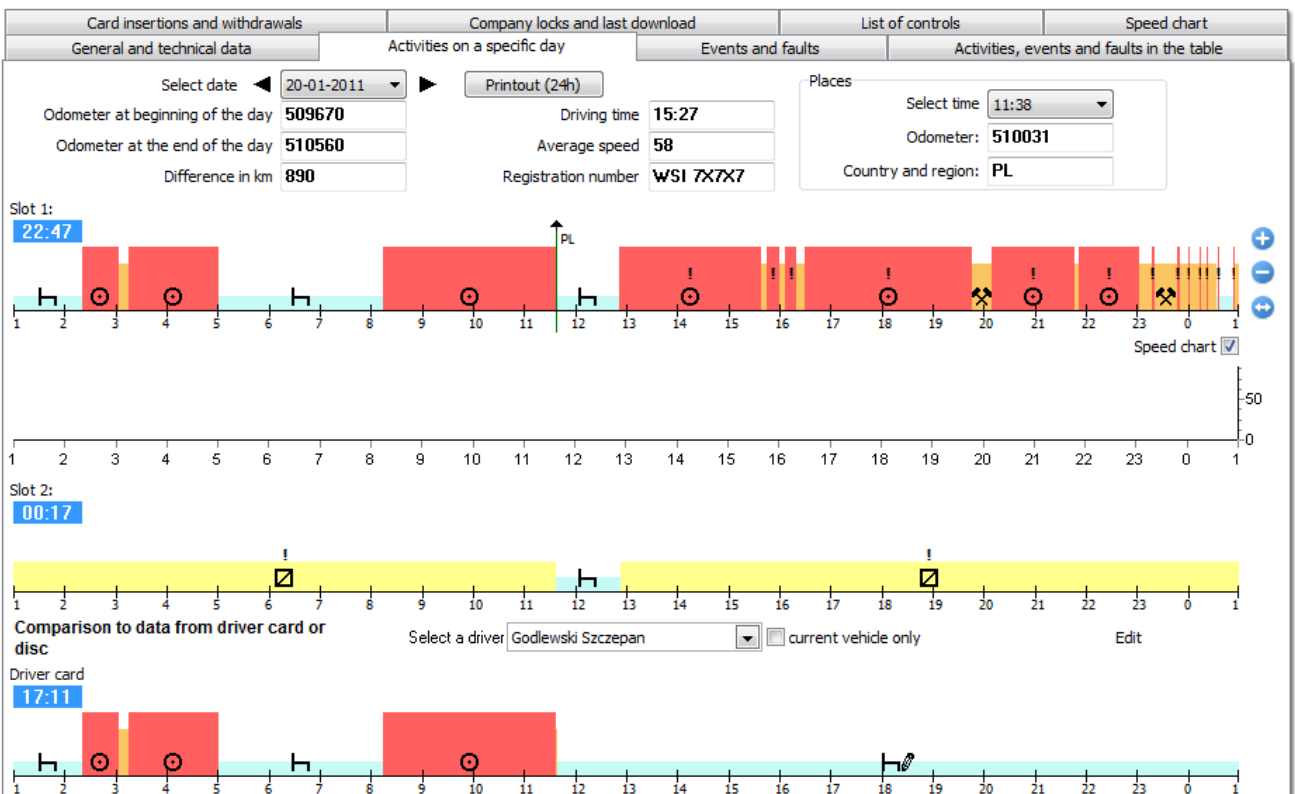 Card insertions and withdrawals Company locks and last download List of controls Speed chart
General and technical data Activities on a specific day Events and faults Activities, events and faults in the table
Select date 20-01-2011 Printout (24h)
Places
Select time 11:38
Odometer at beginning of the day 509670 Driving time 15:27
Odometer: 510031
Odometer at the end of the day 510560 Average speed 58
Country and region: PL
Difference in km 890 Registration number WSI 7X7X7
Slot 1:
22:47
PL
! ! ! ! ! ! ! ! ! ! ! !
1 2 3 4 5 6 7 8 9 10 11 12 13 14 15 16 17 18 19 20 21 22 23 0 1
Speed chart
50
0
1 2 3 4 5 6 7 8 9 10 11 12 13 14 15 16 17 18 19 20 21 22 23 0 1
Slot 2:
00:17
! !
1 2 3 4 5 6 7 8 9 10 11 12 13 14 15 16 17 18 19 20 21 22 23 0 1
Comparison to data from driver card or
disc
Select a driver Godlewski Szczepan current vehicle only Edit
Driver card
17:11
1 2 3 4 5 6 7 8 9 10 11 12 13 14 15 16 17 18 19 20 21 22 23 0 1